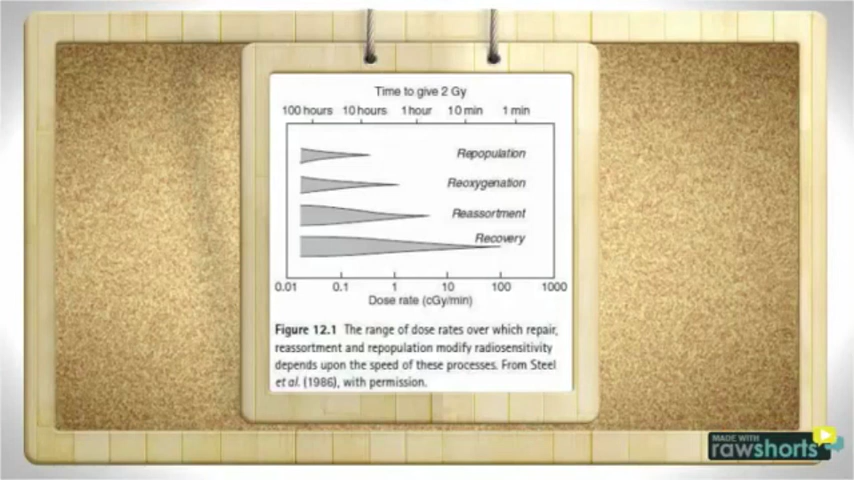 Time to give 2 Gy
100 hours 10 hours 1 hour 10 min 1 min
Repopulation
Reoxygenation
Reassortment
Recovery
0.01 0.1 1 10 100 1000
Dose rate (cGy/min)
Figure 12.1 The range of dose rates over which repair,
reassortment and repopulation modify radiosensitivity
depends upon the speed of these processes. From Steel
et al. (1986), with permission.
MADE WITH
rawshorts